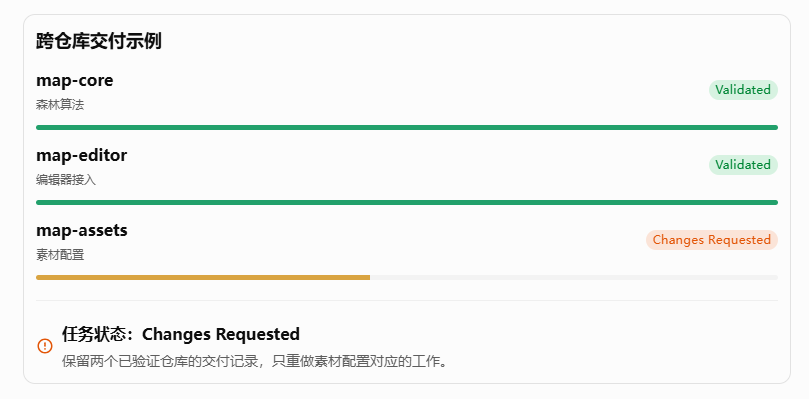 跨仓库交付示例
map-core
Validated
森林算法
map-editor
Validated
编辑器接入
map-assets
Changes Requested
素材配置
任务状态：Changes Requested
保留两个已验证仓库的交付记录，只重做素材配置对应的工作。